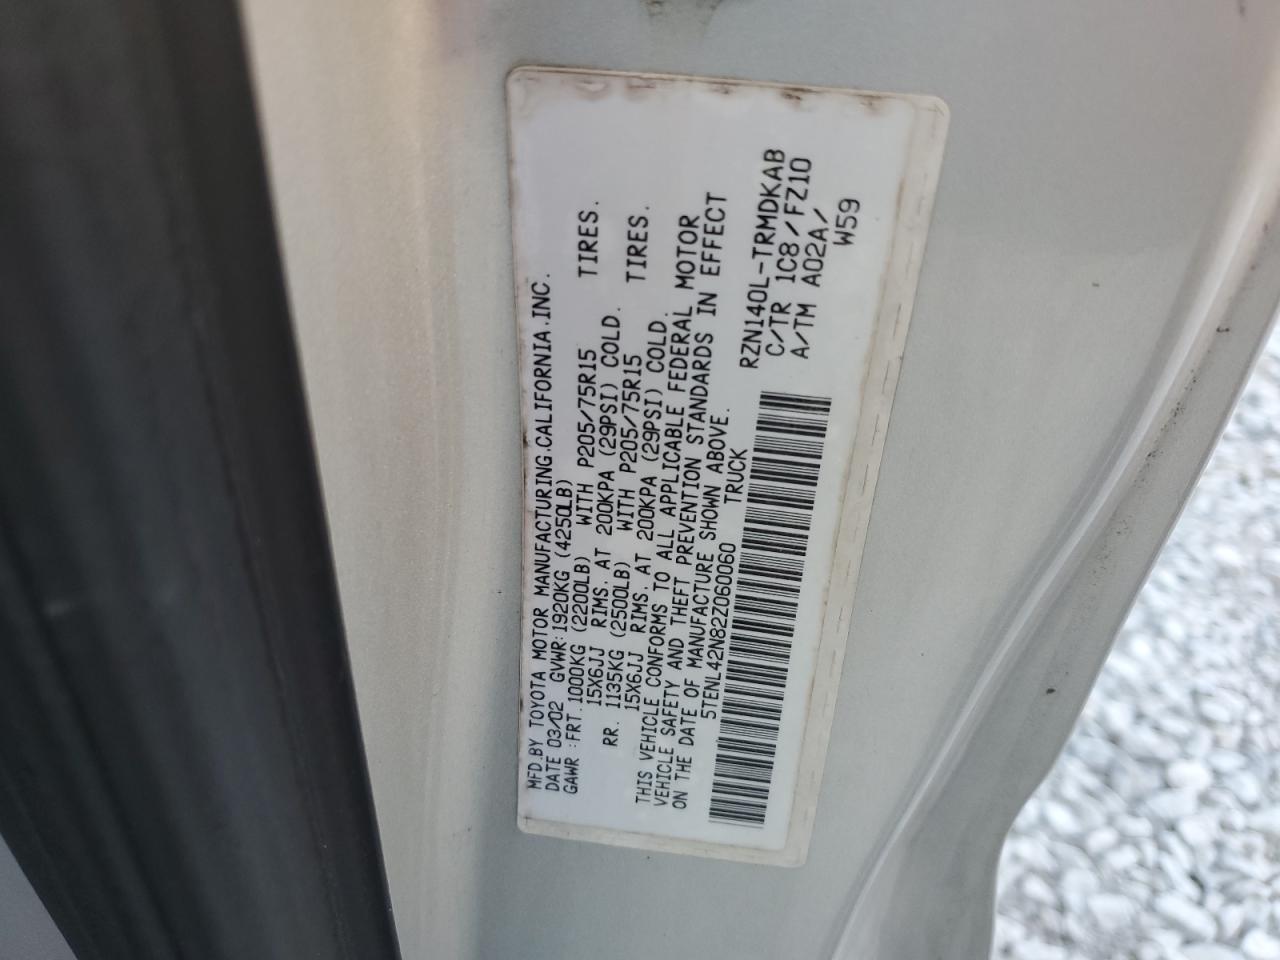 MFD.BY TOYOTA MOTOR MANUFACTURING.CALIFORNIA.INC.
DATE 03/02 GVWR:1920KG (4250LB)
GAWR :FRT.1000KG (2200LB) WITH P205/75R15 TIRES.
15X6JJ RIMS. AT 200KPA (29PSI) COLD.
RR. 1135KG (2500LB) WITH P205/75R15 TIRES.
15X6JJ RIMS. AT 200KPA (29PSI) COLD.
THIS VEHICLE CONFORMS TO ALL APPLICABLE FEDERAL MOTOR
VEHICLE SAFETY AND THEFT PREVENTION STANDARDS IN EFFECT
ON THE DATE OF MANUFACTURE SHOWN ABOVE.
5TENL42N82Z060060 TRUCK
RZN140L-TRMDKAB
C/TR 1C8/FZ10
A/TM A02A/
W59